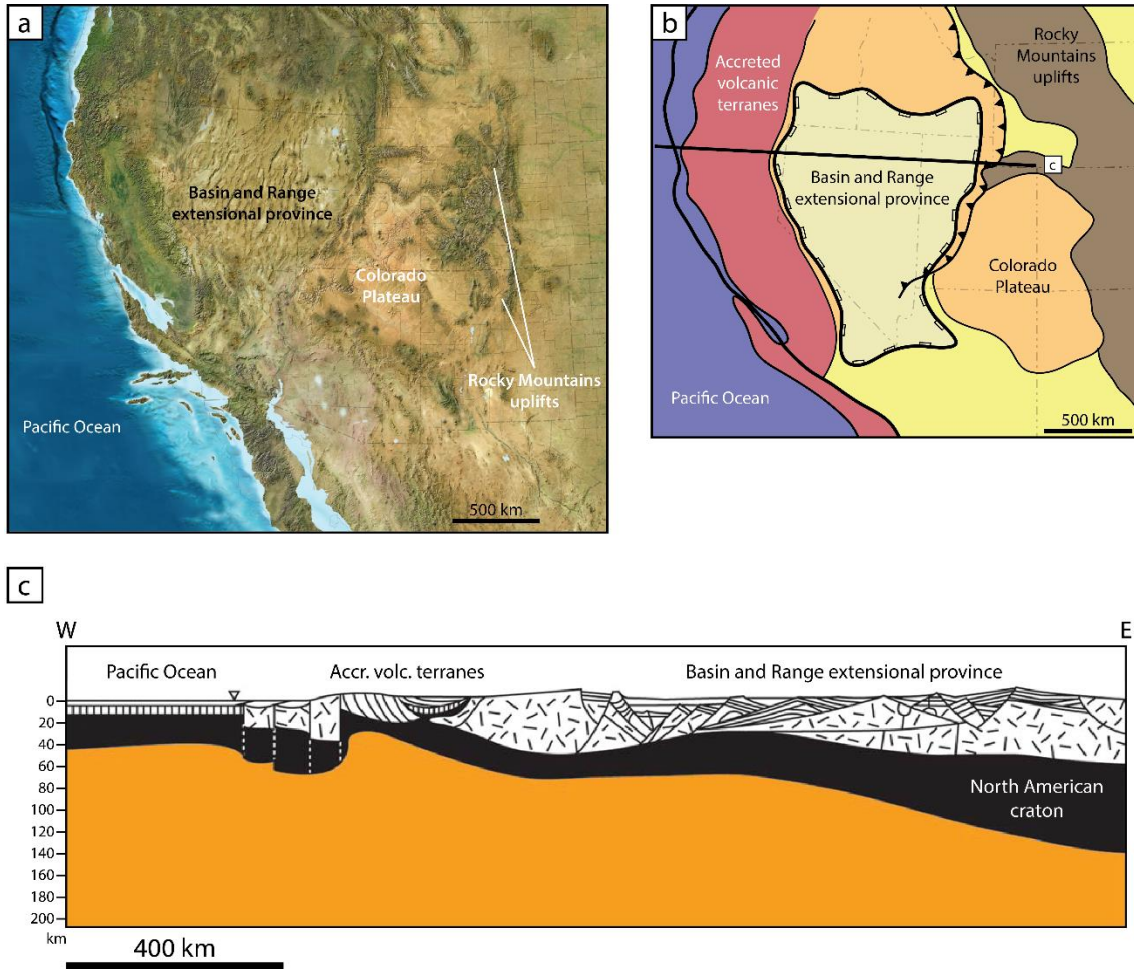 a
Basin and Range
extensional province
Colorado
Plateau
Rocky Mountains
uplifts
Pacific Ocean
500 km
b
Rocky
Mountains
uplifts
Accreted
volcanic
terranes
c
Basin and Range
extensional province
Colorado
Plateau
Pacific Ocean
500 km
c
W
E
Pacific Ocean
Accr. volc. terranes
Basin and Range extensional province
0
20
40
60
80
100
120
140
160
180
200
km
North American
craton
400 km